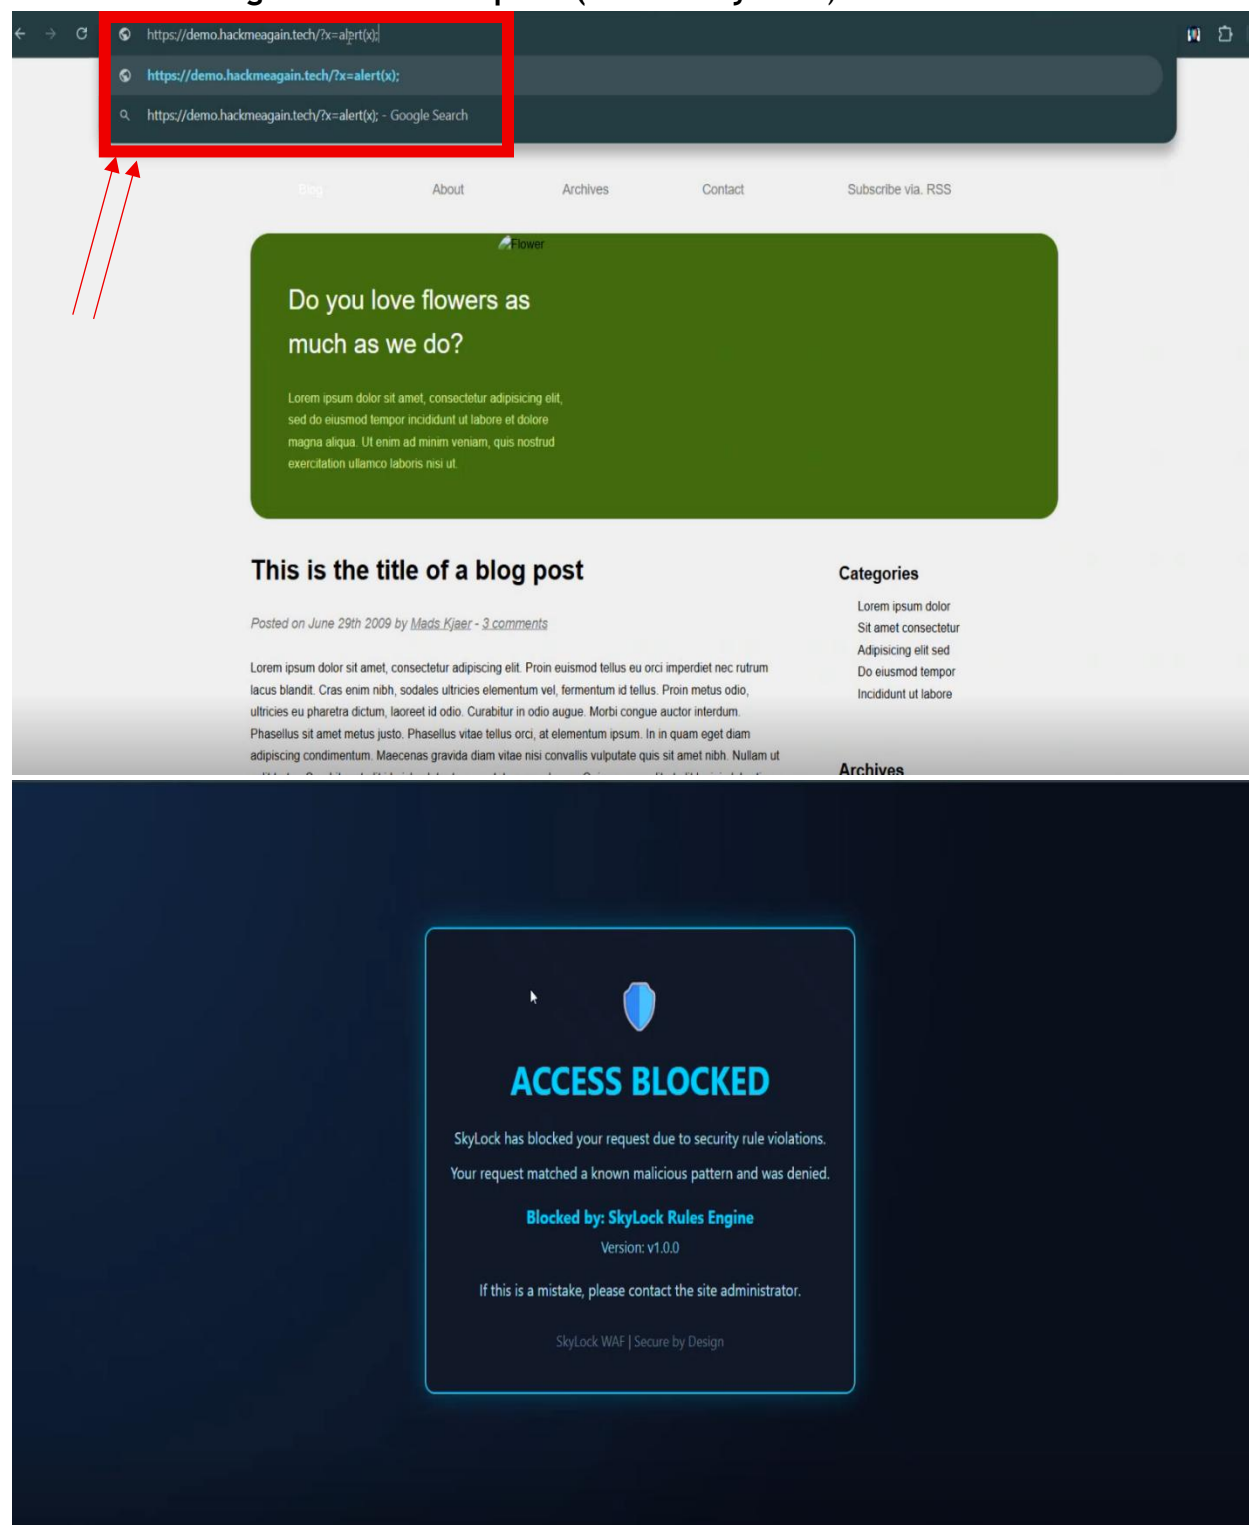 https://demo.hackmeagain.tech/?x=alert(x);
https://demo.hackmeagain.tech/?x=alert(x);
https://demo.hackmeagain.tech/?x=alert(x); - Google Search
Blog About Archives Contact Subscribe via. RSS
Flower
Do you love flowers as
much as we do?
Lorem ipsum dolor sit amet, consectetur adipisicing elit,
sed do eiusmod tempor incididunt ut labore et dolore
magna aliqua. Ut enim ad minim veniam, quis nostrud
exercitation ullamco laboris nisi ut.
This is the title of a blog post
Posted on June 29th 2009 by Mads Kjaer - 3 comments
Lorem ipsum dolor sit amet, consectetur adipiscing elit. Proin euismod tellus eu orci imperdiet nec rutrum
lacus blandit. Cras enim nibh, sodales ultricies elementum vel, fermentum id tellus. Proin metus odio,
ultricies eu pharetra dictum, laoreet id odio. Curabitur in odio augue. Morbi congue auctor interdum.
Phasellus sit amet metus justo. Phasellus vitae tellus orci, at elementum ipsum. In in quam eget diam
adipiscing condimentum. Maecenas gravida diam vitae nisi convallis vulputate quis sit amet nibh. Nullam ut
Categories
Lorem ipsum dolor
Sit amet consectetur
Adipisicing elit sed
Do eiusmod tempor
Incididunt ut labore
Archives
ACCESS BLOCKED
SkyLock has blocked your request due to security rule violations.
Your request matched a known malicious pattern and was denied.
Blocked by: SkyLock Rules Engine
Version: v1.0.0
If this is a mistake, please contact the site administrator.
SkyLock WAF | Secure by Design